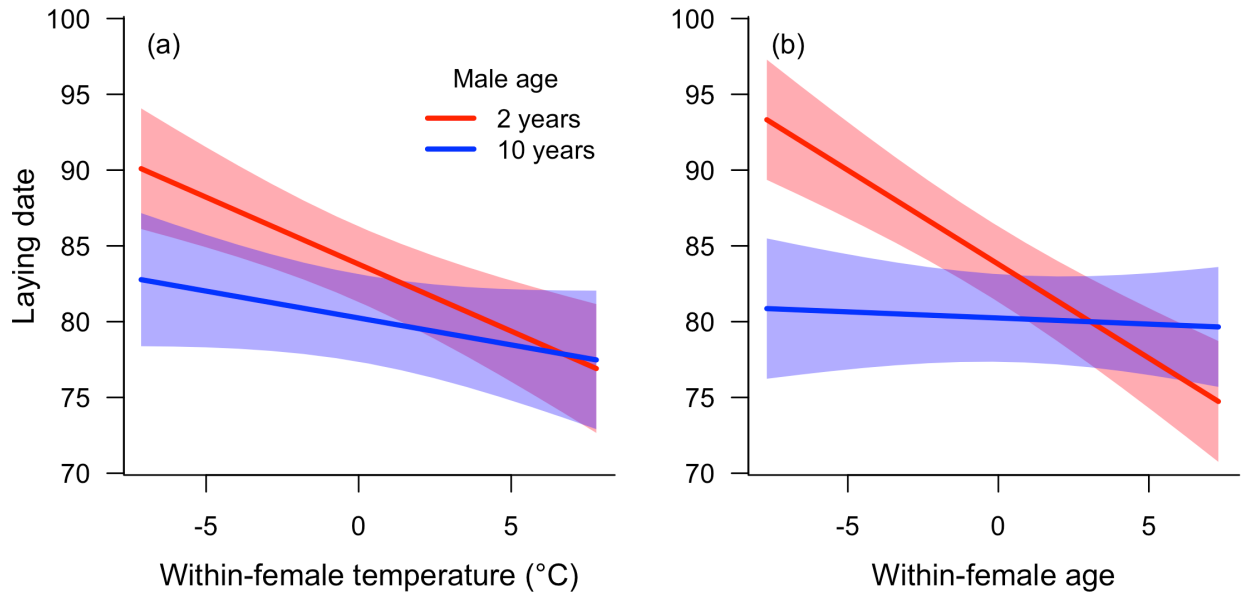 (a)
Male age
2 years
10 years
Laying date
100
95
90
85
80
75
70
-5
0
5
Within-female temperature (°C)
(b)
100
95
90
85
80
75
70
-5
0
5
Within-female age